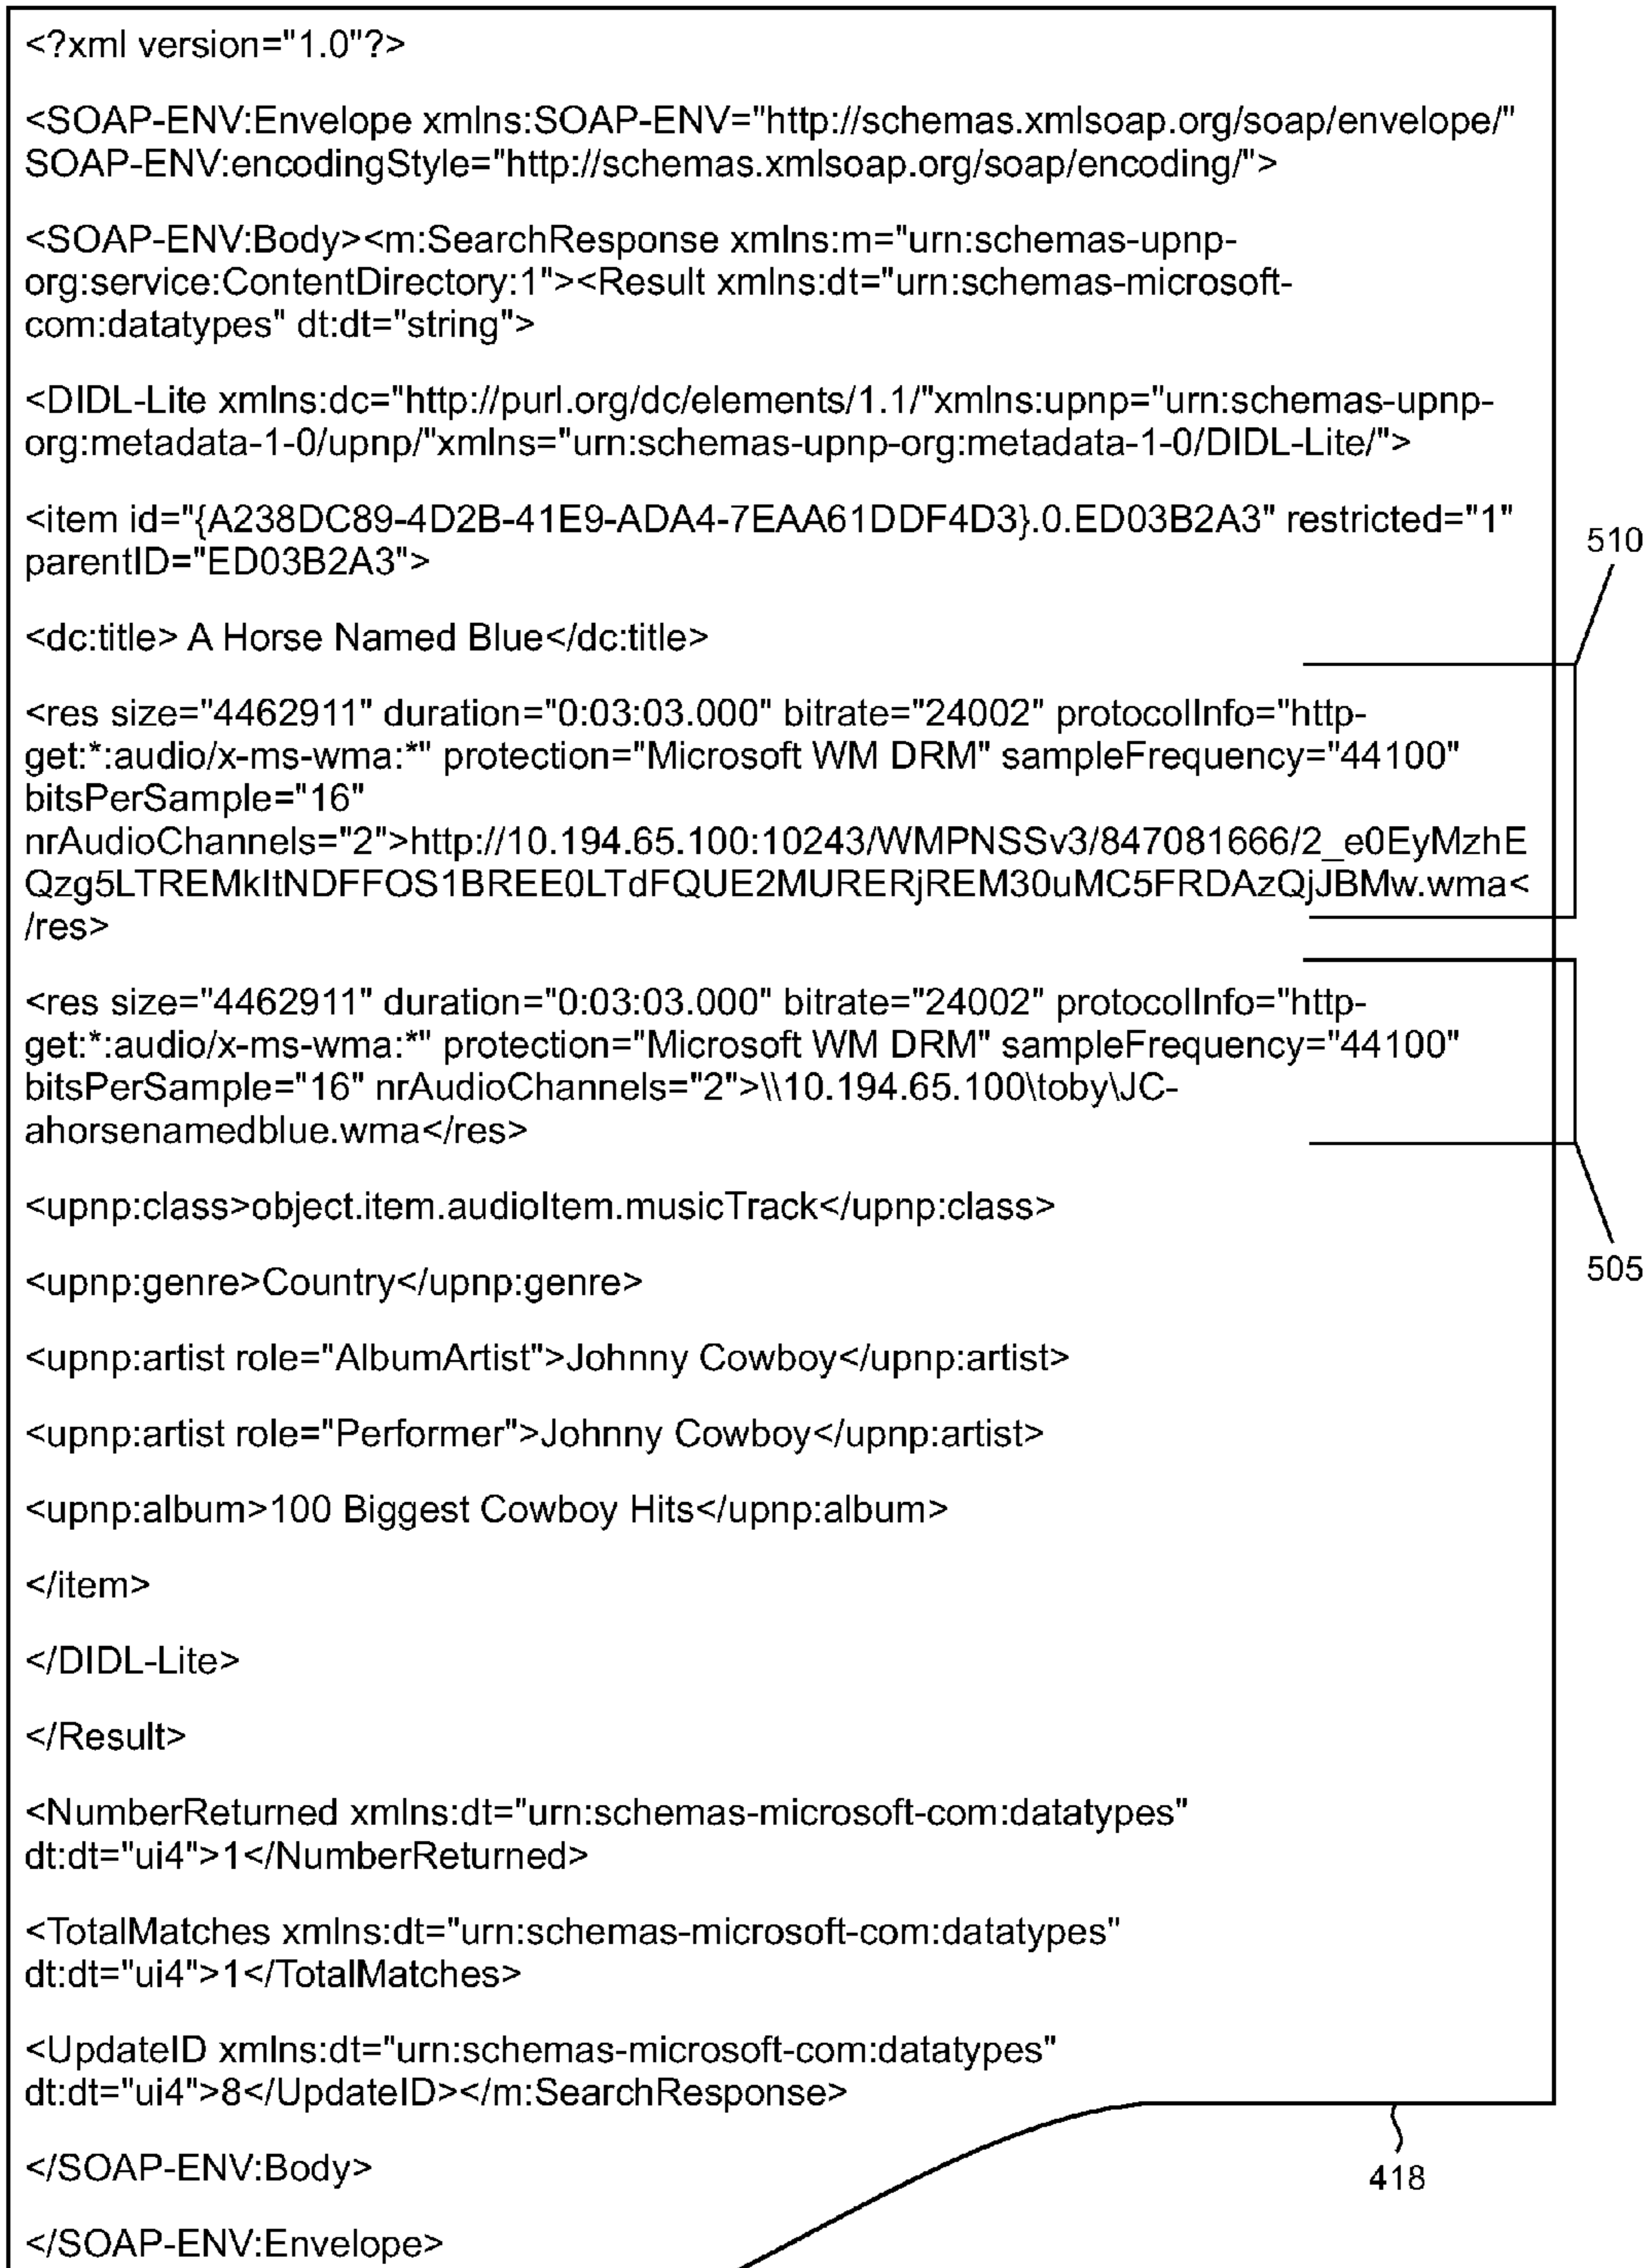 <?xml version="1.0"?>
<SOAP-ENV:Envelope xmlns:SOAP-ENV="http://schemas.xmlsoap.org/soap/envelope/"
SOAP-ENV:encodingStyle="http://schemas.xmlsoap.org/soap/encoding/">
<SOAP-ENV:Body><m:SearchResponse xmlns:m="urn:schemas-upnp-
org:service:ContentDirectory:1"><Result xmlns:dt="urn:schemas-microsoft-
com:datatypes" dt:dt="string">
<DIDL-Lite xmlns:dc="http://purl.org/dc/elements/1.1/"xmlns:upnp="urn:schemas-upnp-
org:metadata-1-0/upnp/"xmlns="urn:schemas-upnp-org:metadata-1-0/DIDL-Lite/">
<item id="{A238DC89-4D2B-41E9-ADA4-7EAA61DDF4D3}.0.ED03B2A3" restricted="1"
parentID="ED03B2A3">
510
<dc:title> A Horse Named Blue</dc:title>
<res size="4462911" duration="0:03:03.000" bitrate="24002" protocolInfo="http-
get:*:audio/x-ms-wma:*" protection="Microsoft WM DRM" sampleFrequency="44100"
bitsPerSample="16"
nrAudioChannels="2">http://10.194.65.100:10243/WMPNSSv3/847081666/2_e0EyMzhE
Qzg5LTREMkItNDFFOS1BREE0LTdFQUE2MURERjREM30uMC5FRDAzQjJBMw.wma<
/res>
<res size="4462911" duration="0:03:03.000" bitrate="24002" protocolInfo="http-
get:*:audio/x-ms-wma:*" protection="Microsoft WM DRM" sampleFrequency="44100"
bitsPerSample="16" nrAudioChannels="2">\\10.194.65.100\toby\JC-
ahorsenamedblue.wma</res>
<upnp:class>object.item.audioItem.musicTrack</upnp:class>
505
<upnp:genre>Country</upnp:genre>
<upnp:artist role="AlbumArtist">Johnny Cowboy</upnp:artist>
<upnp:artist role="Performer">Johnny Cowboy</upnp:artist>
<upnp:album>100 Biggest Cowboy Hits</upnp:album>
</item>
</DIDL-Lite>
</Result>
<NumberReturned xmlns:dt="urn:schemas-microsoft-com:datatypes"
dt:dt="ui4">1</NumberReturned>
<TotalMatches xmlns:dt="urn:schemas-microsoft-com:datatypes"
dt:dt="ui4">1</TotalMatches>
<UpdateID xmlns:dt="urn:schemas-microsoft-com:datatypes"
dt:dt="ui4">8</UpdateID></m:SearchResponse>
</SOAP-ENV:Body>
418
</SOAP-ENV:Envelope>